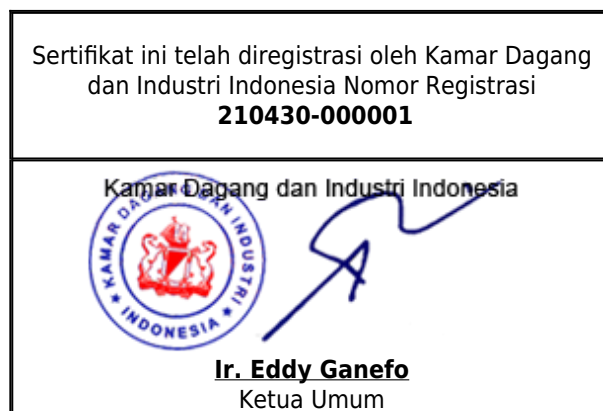 Sertifikat ini telah diregistrasi oleh Kamar Dagang
dan Industri Indonesia Nomor Registrasi
210430-000001
Kamar Dagang dan Industri Indonesia
KAMAR DAGANG DAN INDUSTRI
INDONESIA
Ir. Eddy Ganefo
Ketua Umum